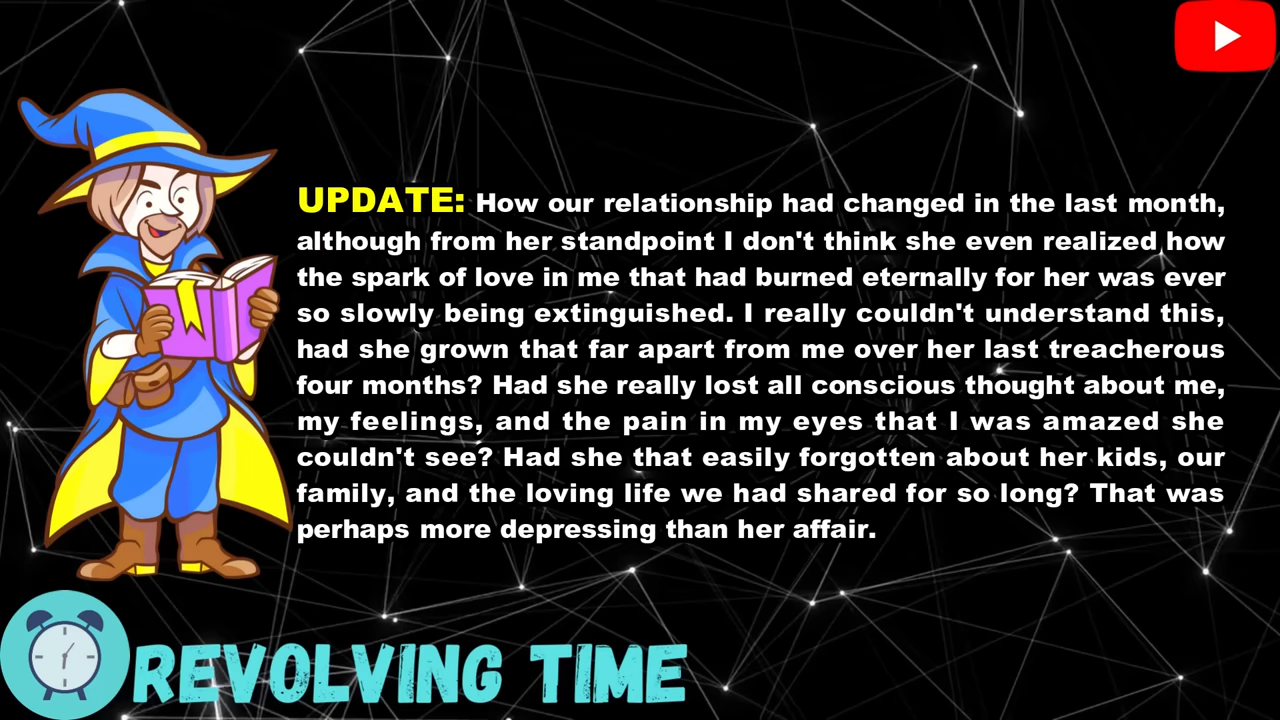 UPDATE: How our relationship had changed in the last month,
although from her standpoint I don't think she even realized how
the spark of love in me that had burned eternally for her was ever
so slowly being extinguished. I really couldn't understand this,
had she grown that far apart from me over her last treacherous
four months? Had she really lost all conscious thought about me,
my feelings, and the pain in my eyes that I was amazed she
couldn't see? Had she that easily forgotten about her kids, our
family, and the loving life we had shared for so long? That was
perhaps more depressing than her affair.
REVOLVING TIME